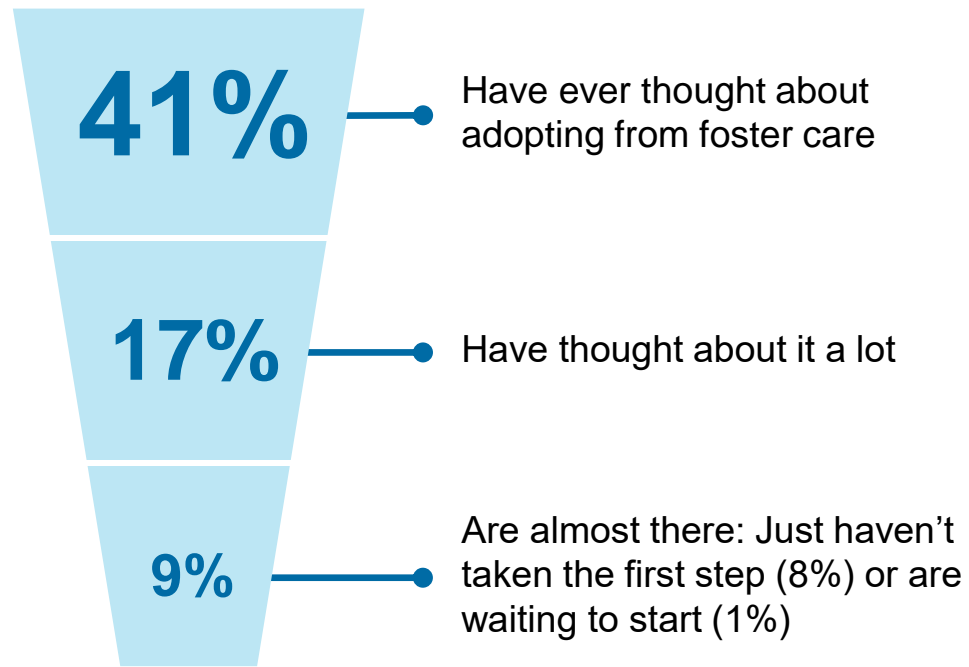 41%
Have ever thought about
adopting from foster care
17%
Have thought about it a lot
9%
Are almost there: Just haven’t
taken the first step (8%) or are
waiting to start (1%)